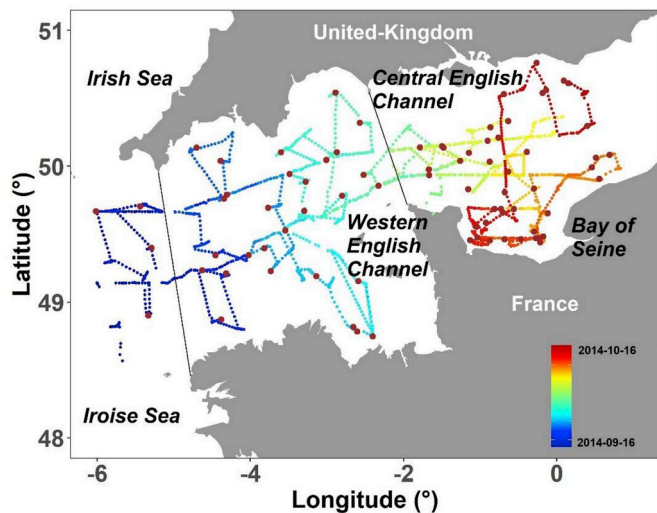 51
50
49
48
Latitude (°)
United-Kingdom
Irish Sea
Central English
Channel
Western
English
Channel
Bay of
Seine
France
Iroise Sea
2014-10-16
2014-09-16
-6
-4
-2
0
Longitude (°)